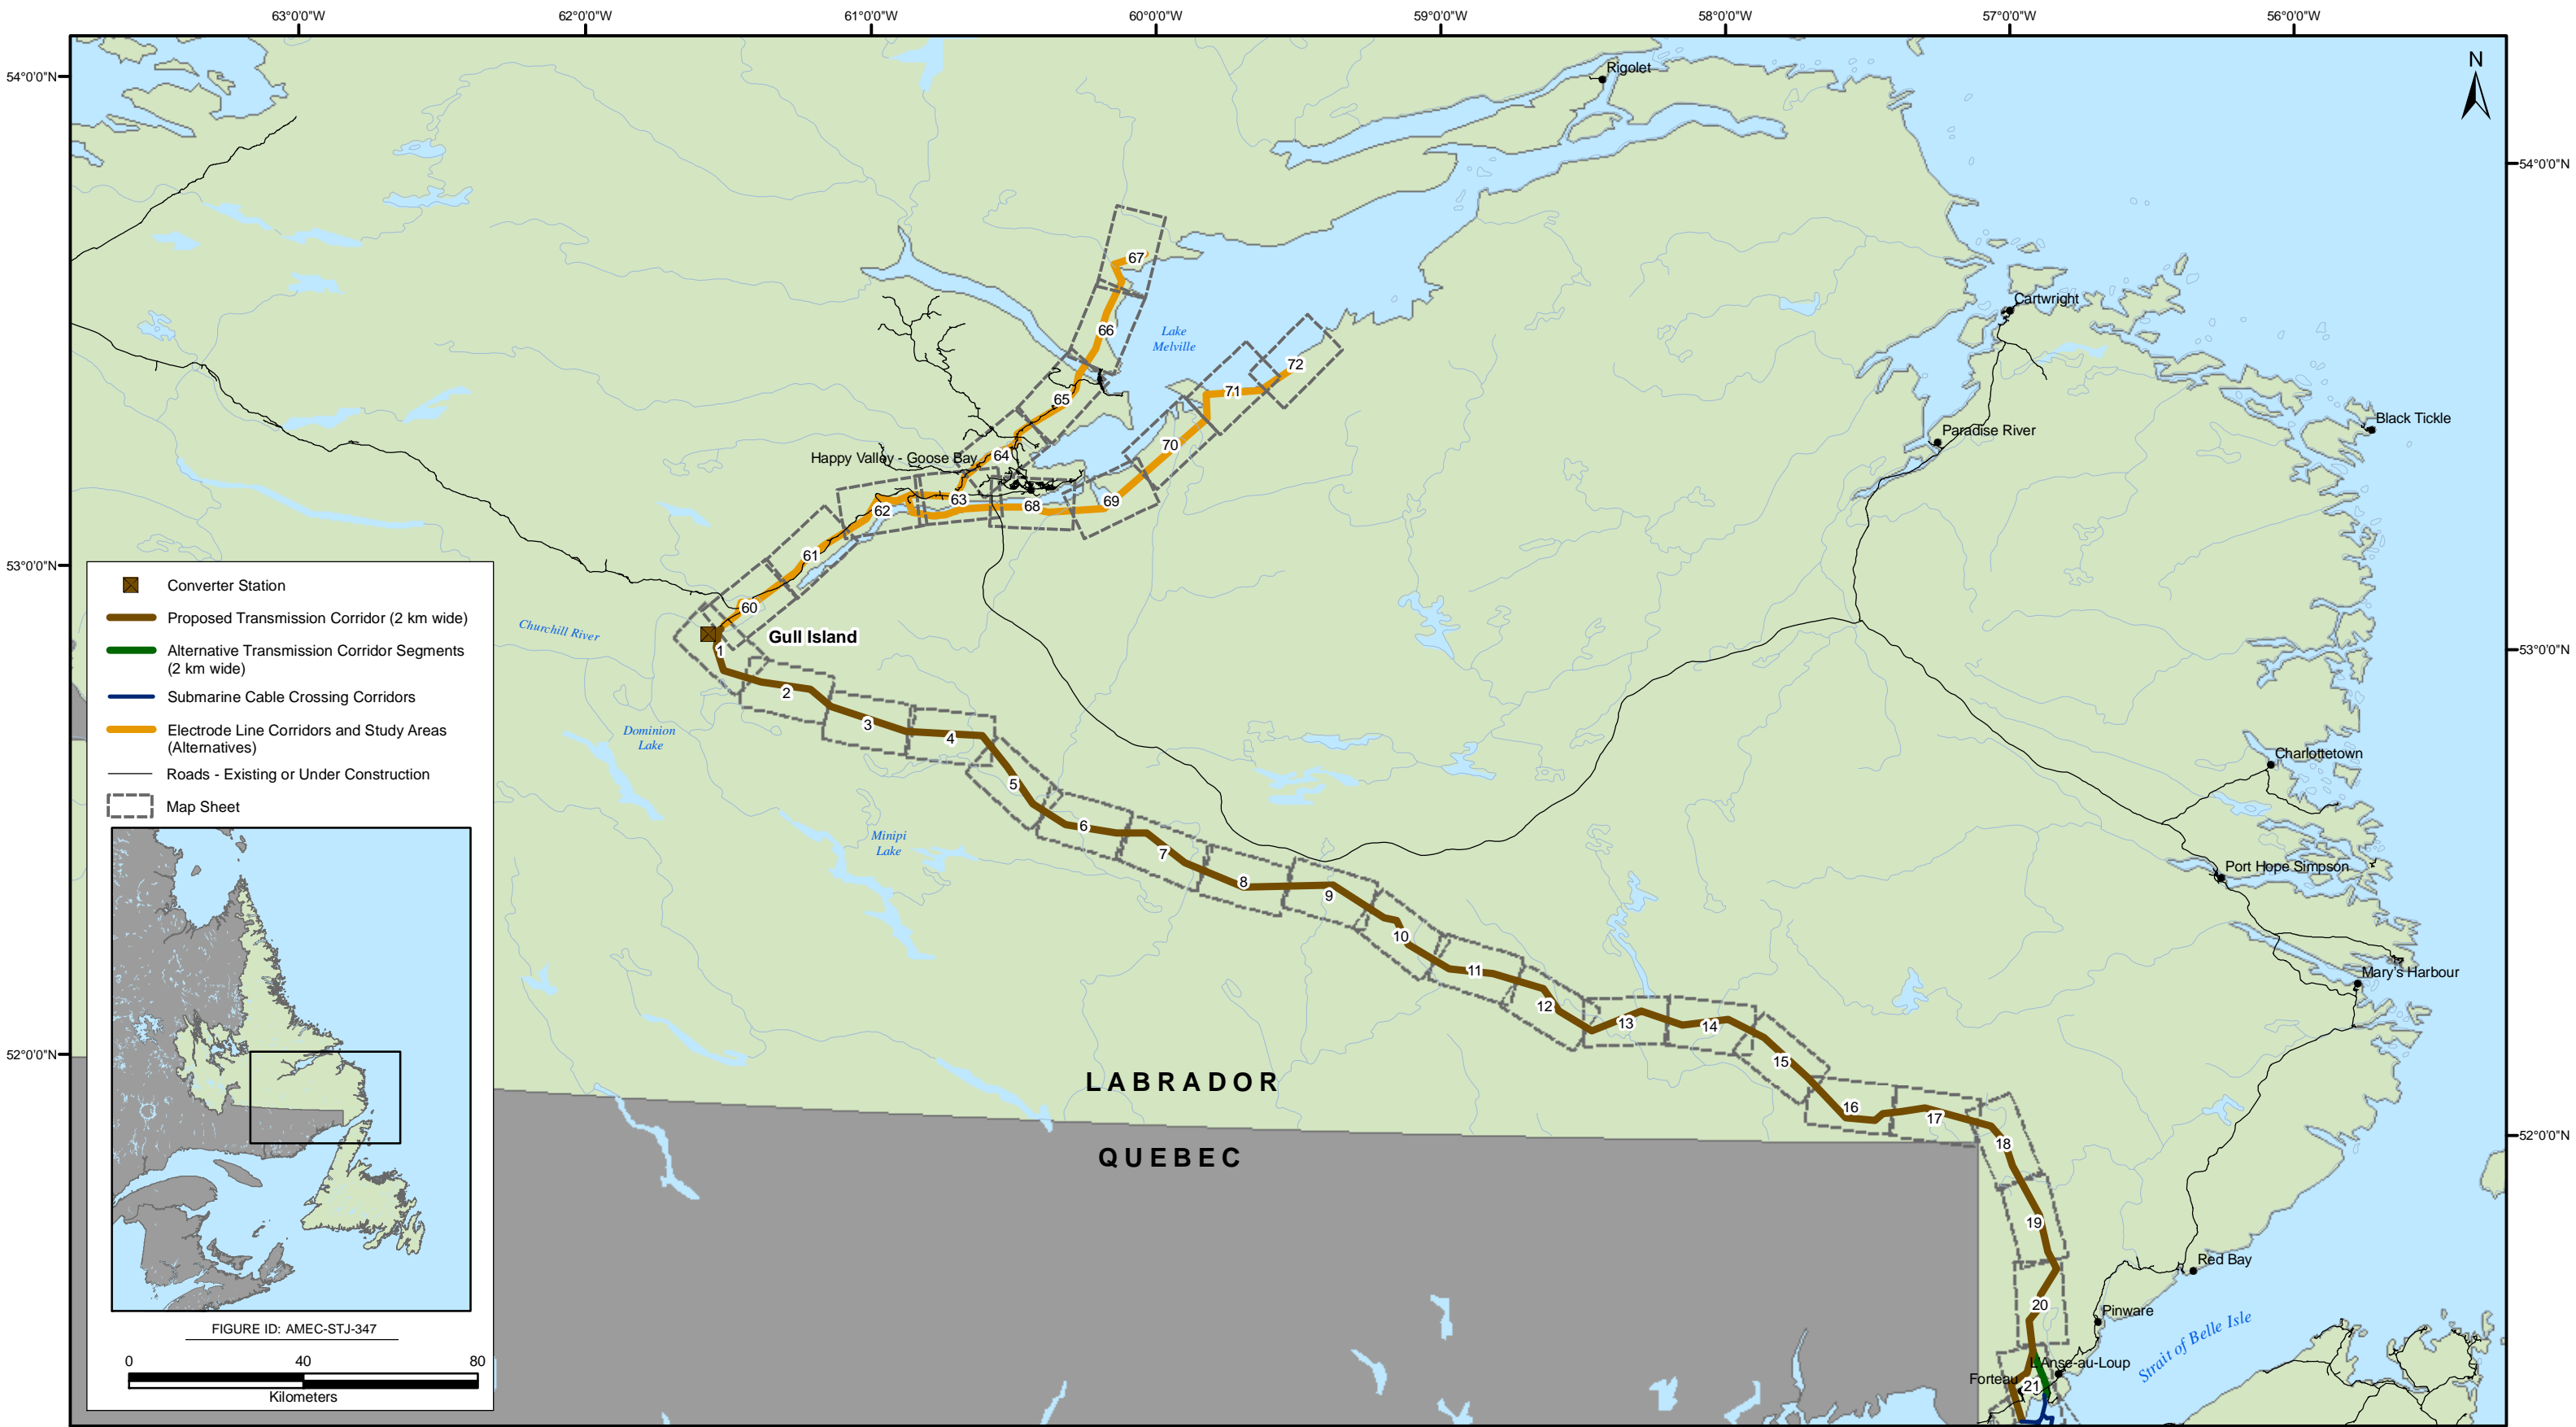 63°0'0"W
62°0'0"W
61°0'0"W
60°0'0"W
59°0'0"W
58°0'0"W
57°0'0"W
56°0'0"W
54°0'0"N
54°0'0"N
N
Rigolet
67
Cartwright
66
Lake
Melville
72
71
65
Black Tickle
Paradise River
70
64
Happy Valley - Goose Bay
63
69
68
62
61
53°0'0"N
60
Churchill River
Gull Island
1
53°0'0"N
2
3
4
Dominion
Lake
Charlottetown
5
6
Minipi
Lake
7
8
9
Port Hope Simpson
10
11
Mary's Harbour
12
13
14
52°0'0"N
15
LABRADOR
16
17
52°0'0"N
18
QUEBEC
19
Red Bay
20
Pinware
Strait of Belle Isle
L'Anse-au-Loup
Forteau
21
Converter Station
Proposed Transmission Corridor (2 km wide)
Alternative Transmission Corridor Segments
(2 km wide)
Submarine Cable Crossing Corridors
Electrode Line Corridors and Study Areas
(Alternatives)
Roads - Existing or Under Construction
Map Sheet
FIGURE ID: AMEC-STJ-347
0 40 80
Kilometers